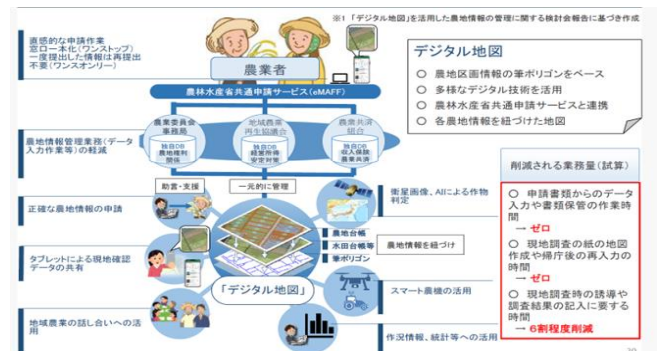 ※1 「デジタル地図」を活用した農地情報の管理に関する検討会報告に基づき作成
直感的な申請作業
窓口一本化(ワンストップ)
一度提出した情報は再提出
不要(ワンスオンリー)
農業者
農林水産省共通申請サービス(eMAFF)
デジタル地図
○ 農地区画情報の筆ポリゴンをベース
○ 多様なデジタル技術を活用
○ 農林水産省共通申請サービスと連携
○ 各農地情報を紐づけた地図
農業委員会
事務局
独自DB
農地権利
関係
地域農業
再生協議会
独自DB
経営所得
安定対策
農業共済
組合
独自DB
収入保険
農業共済
農地情報管理業務(データ
入力作業等)の軽減
助言・支援
一元的に管理
正確な農地情報の申請
タブレットによる現地確認
データの共有
地域農業の話し合いへの活
用
衛星画像、AIによる作物
判定
農地台帳
水田台帳等
筆ポリゴン
農地情報を紐づけ
「デジタル地図」
スマート農機の活用
作況情報、統計等への活用
削減される業務量(試算)
○ 申請書類からのデータ
入力や書類保管の作業時
間
→ ゼロ
○ 現地調査の紙の地図
作成や帰庁後の再入力の
時間
→ ゼロ
○ 現地調査時の誘導や
調査結果の記入に要する
時間
→ 6割程度削減